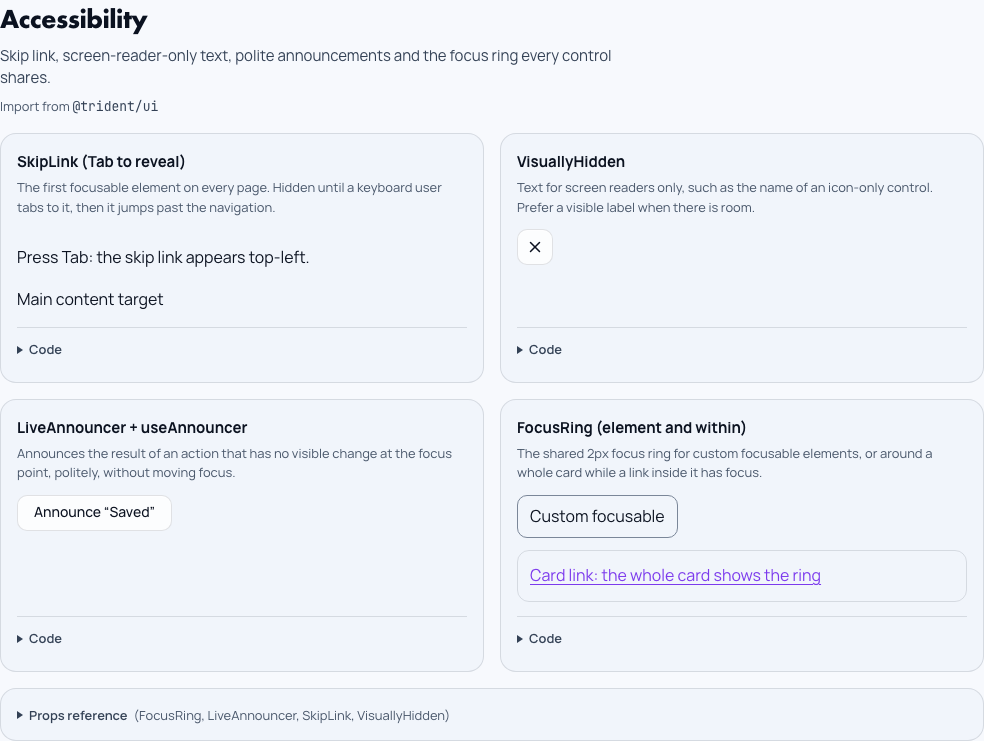 Accessibility
Skip link, screen-reader-only text, polite announcements and the focus ring every control
shares.
Import from @trident/ui
SkipLink (Tab to reveal)
The first focusable element on every page. Hidden until a keyboard user
tabs to it, then it jumps past the navigation.
Press Tab: the skip link appears top-left.
Main content target
Code
VisuallyHidden
Text for screen readers only, such as the name of an icon-only control.
Prefer a visible label when there is room.
Code
LiveAnnouncer + useAnnouncer
Announces the result of an action that has no visible change at the focus
point, politely, without moving focus.
Announce “Saved”
Code
FocusRing (element and within)
The shared 2px focus ring for custom focusable elements, or around a
whole card while a link inside it has focus.
Custom focusable
Card link: the whole card shows the ring
Code
Props reference (FocusRing, LiveAnnouncer, SkipLink, VisuallyHidden)